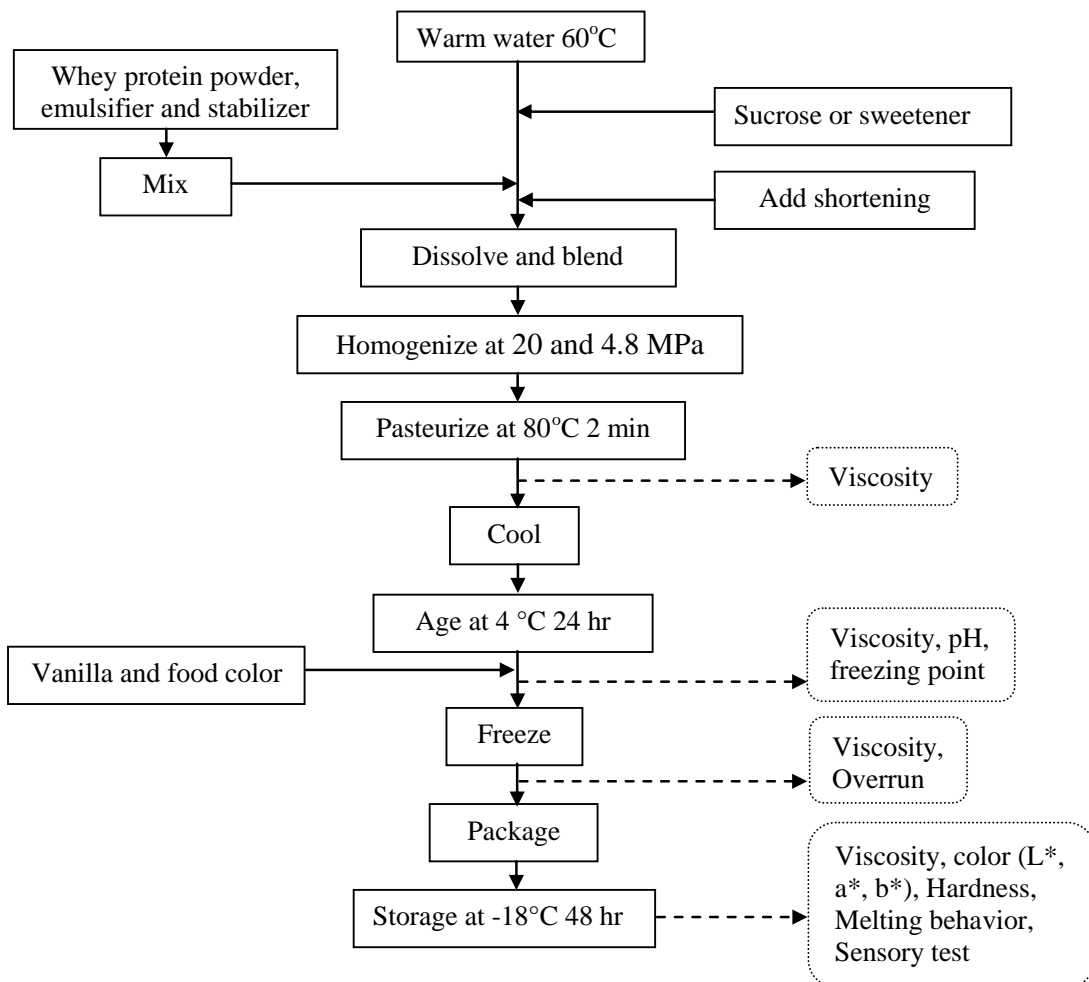 Warm water 60°C
Whey protein powder,
emulsifier and stabilizer
Sucrose or sweetener
Mix
Add shortening
Dissolve and blend
Homogenize at 20 and 4.8 MPa
Pasteurize at 80°C 2 min
Viscosity
Cool
Age at 4 °C 24 hr
Viscosity, pH,
freezing point
Vanilla and food color
Freeze
Viscosity,
Overrun
Package
Viscosity, color (L*,
a*, b*), Hardness,
Melting behavior,
Sensory test
Storage at -18°C 48 hr